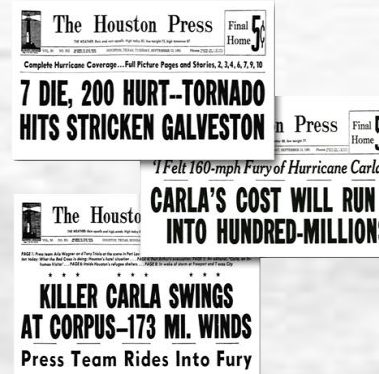 The Houston Press
Final
Home
5¢
Complete Hurricane Coverage...Full Picture Pages and Stories, 2, 3, 4, 6, 7, 9, 10
7 DIE, 200 HURT--TORNADO
HITS STRICKEN GALVESTON
n Press
Final
Home
'I Felt 160-mph Fury of Hurricane Carla
CARLA'S COST WILL RUN
INTO HUNDRED-MILLIONS
The Housto
KILLER CARLA SWINGS
AT CORPUS--173 MI. WINDS
Press Team Rides Into Fury